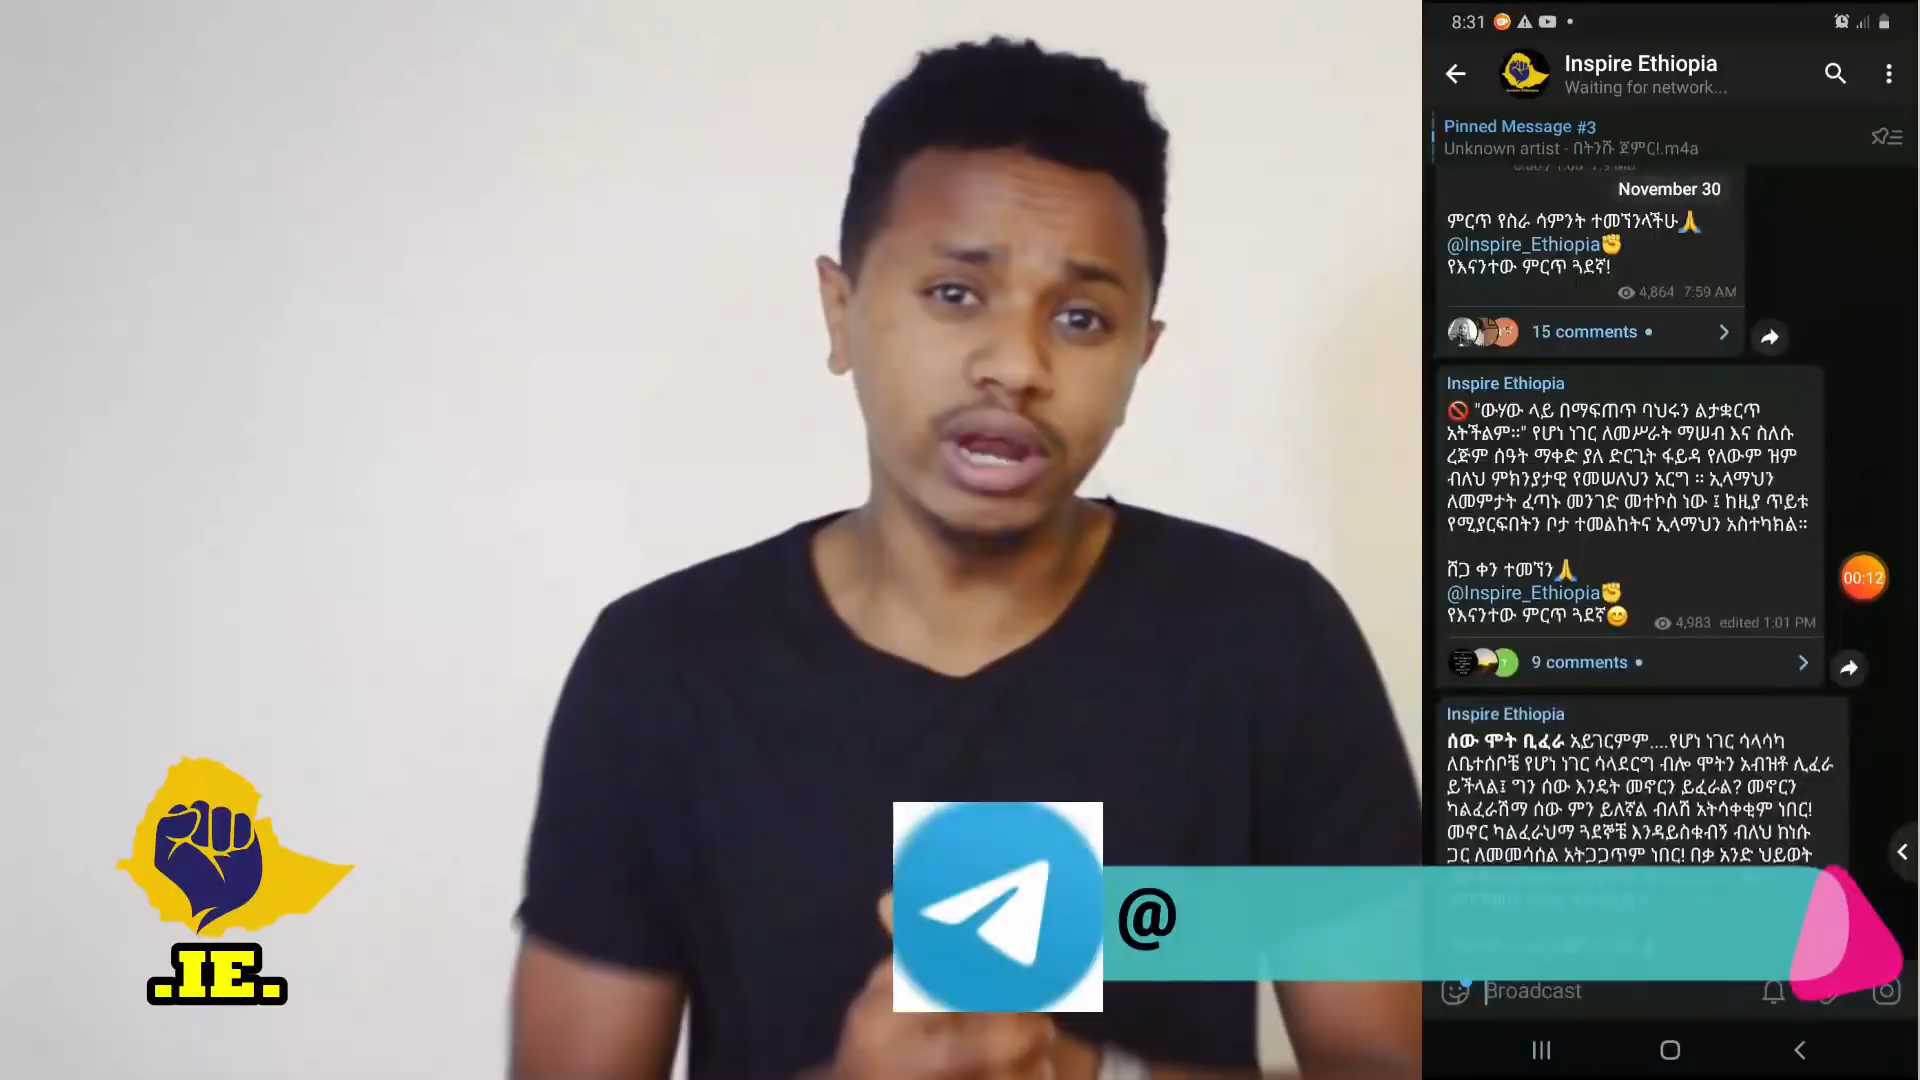 8:31
Inspire Ethiopia
Waiting for network...
Pinned Message #3
Unknown artist - በትንሹ ጀምር!.m4a
November 30
ምርጥ የስራ ሳምንት ተመኘንላችሁ🙏
@Inspire_Ethiopia✊
የእናንተው ምርጥ ጓደኛ!
4,864 7:59 AM
15 comments
Inspire Ethiopia
🚫 "ውሃው ላይ በማፍጠጥ ባህሩን ልታቋርጥ
አትችልም።" የሆነ ነገር ለመሥራት ማሠብ እና ስለሱ
ረጅም ሰዓት ማቀድ ያለ ድርጊት ፋይዳ የለውም ዝም
ብለህ ምክንያታዊ የመሠለህን አርግ ። ኢላማህን
ለመምታት ፈጣኑ መንገድ መተኮስ ነው ፤ ከዚያ ጥይቱ
የሚያርፍበትን ቦታ ተመልከትና ኢላማህን አስተካክል።
ሸጋ ቀን ተመኘን🙏
@Inspire_Ethiopia✊
የእናንተው ምርጥ ጓደኛ😊
4,983 edited 1:01 PM
00:12
9 comments
Inspire Ethiopia
ሰው ሞት ቢፈራ አይገርምም....የሆነ ነገር ሳላሳካ
ለቤተሰቦቼ የሆነ ነገር ሳላደርግ ብሎ ሞትን አብዝቶ ሊፈራ
ይችላል፤ ግን ሰው እንዴት መኖርን ይፈራል? መኖርን
ካልፈራሽማ ሰው ምን ይለኛል ብለሽ አትሳቀቂም ነበር!
መኖር ካልፈራህማ ጓደኞቼ እንዳይስቁብኝ ብለህ ከነሱ
ጋር ለመመሳሰል አትጋጋጥም ነበር! በቃ አንድ ህይወት
@
Broadcast
.IE.